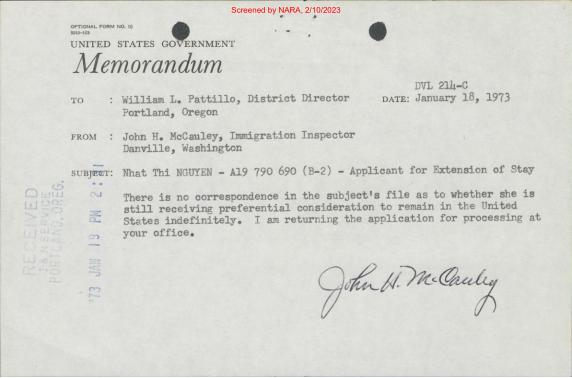 Screened by NARA, 2/10/2023
OPTIONAL FORM NO. 10
UNITED STATES GOVERNMENT
Memorandum
DVL 214-C
TO : William L. Pattillo, District Director DATE: January 18, 1973
Portland, Oregon
FROM : John H. McCauley, Immigration Inspector
Danville, Washington
SUBJECT: Nhat Thi NGUYEN - A19 790 690 (B-2) - Applicant for Extension of Stay
There is no correspondence in the subject's file as to whether she is
still receiving preferential consideration to remain in the United
States indefinitely. I am returning the application for processing at
your office.
John H. McCauley
RECEIVED
I & N SERVICE
PORTLAND, OREG.
'73 JAN 19 PM 2: